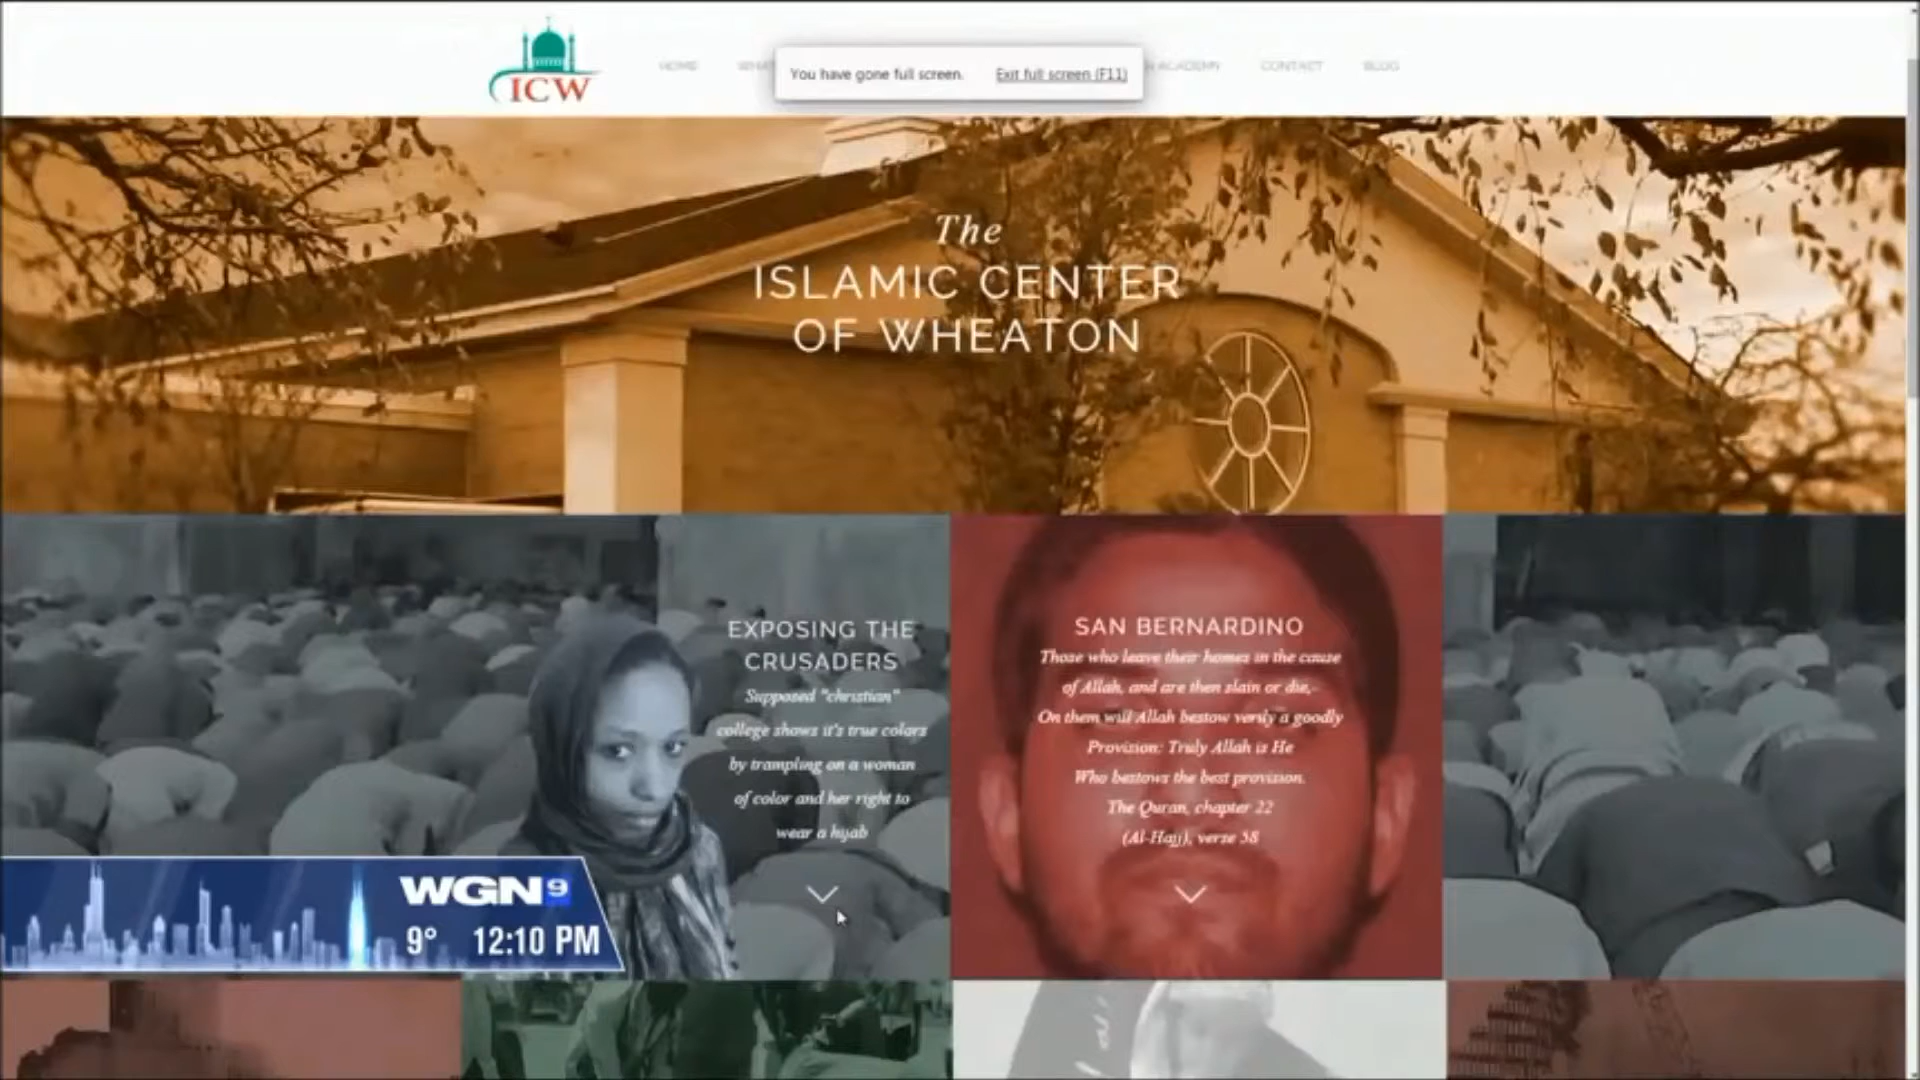 ICW
HOME
You have gone full screen. Exit full screen (F11)
ACADEMY
CONTACT
BLOG
The
ISLAMIC CENTER
OF WHEATON
EXPOSING THE
CRUSADERS
Supposed "christian"
college shows it's true colors
by trampling on a woman
of color and her right to
wear a hijab
SAN BERNARDINO
Those who leave their homes in the cause
of Allah, and are then slain or die,-
On them will Allah bestow verily a goodly
Provision: Truly Allah is He
Who bestows the best provision.
The Quran, chapter 22
(Al-Hajj), verse 58
WGN9
9° 12:10 PM